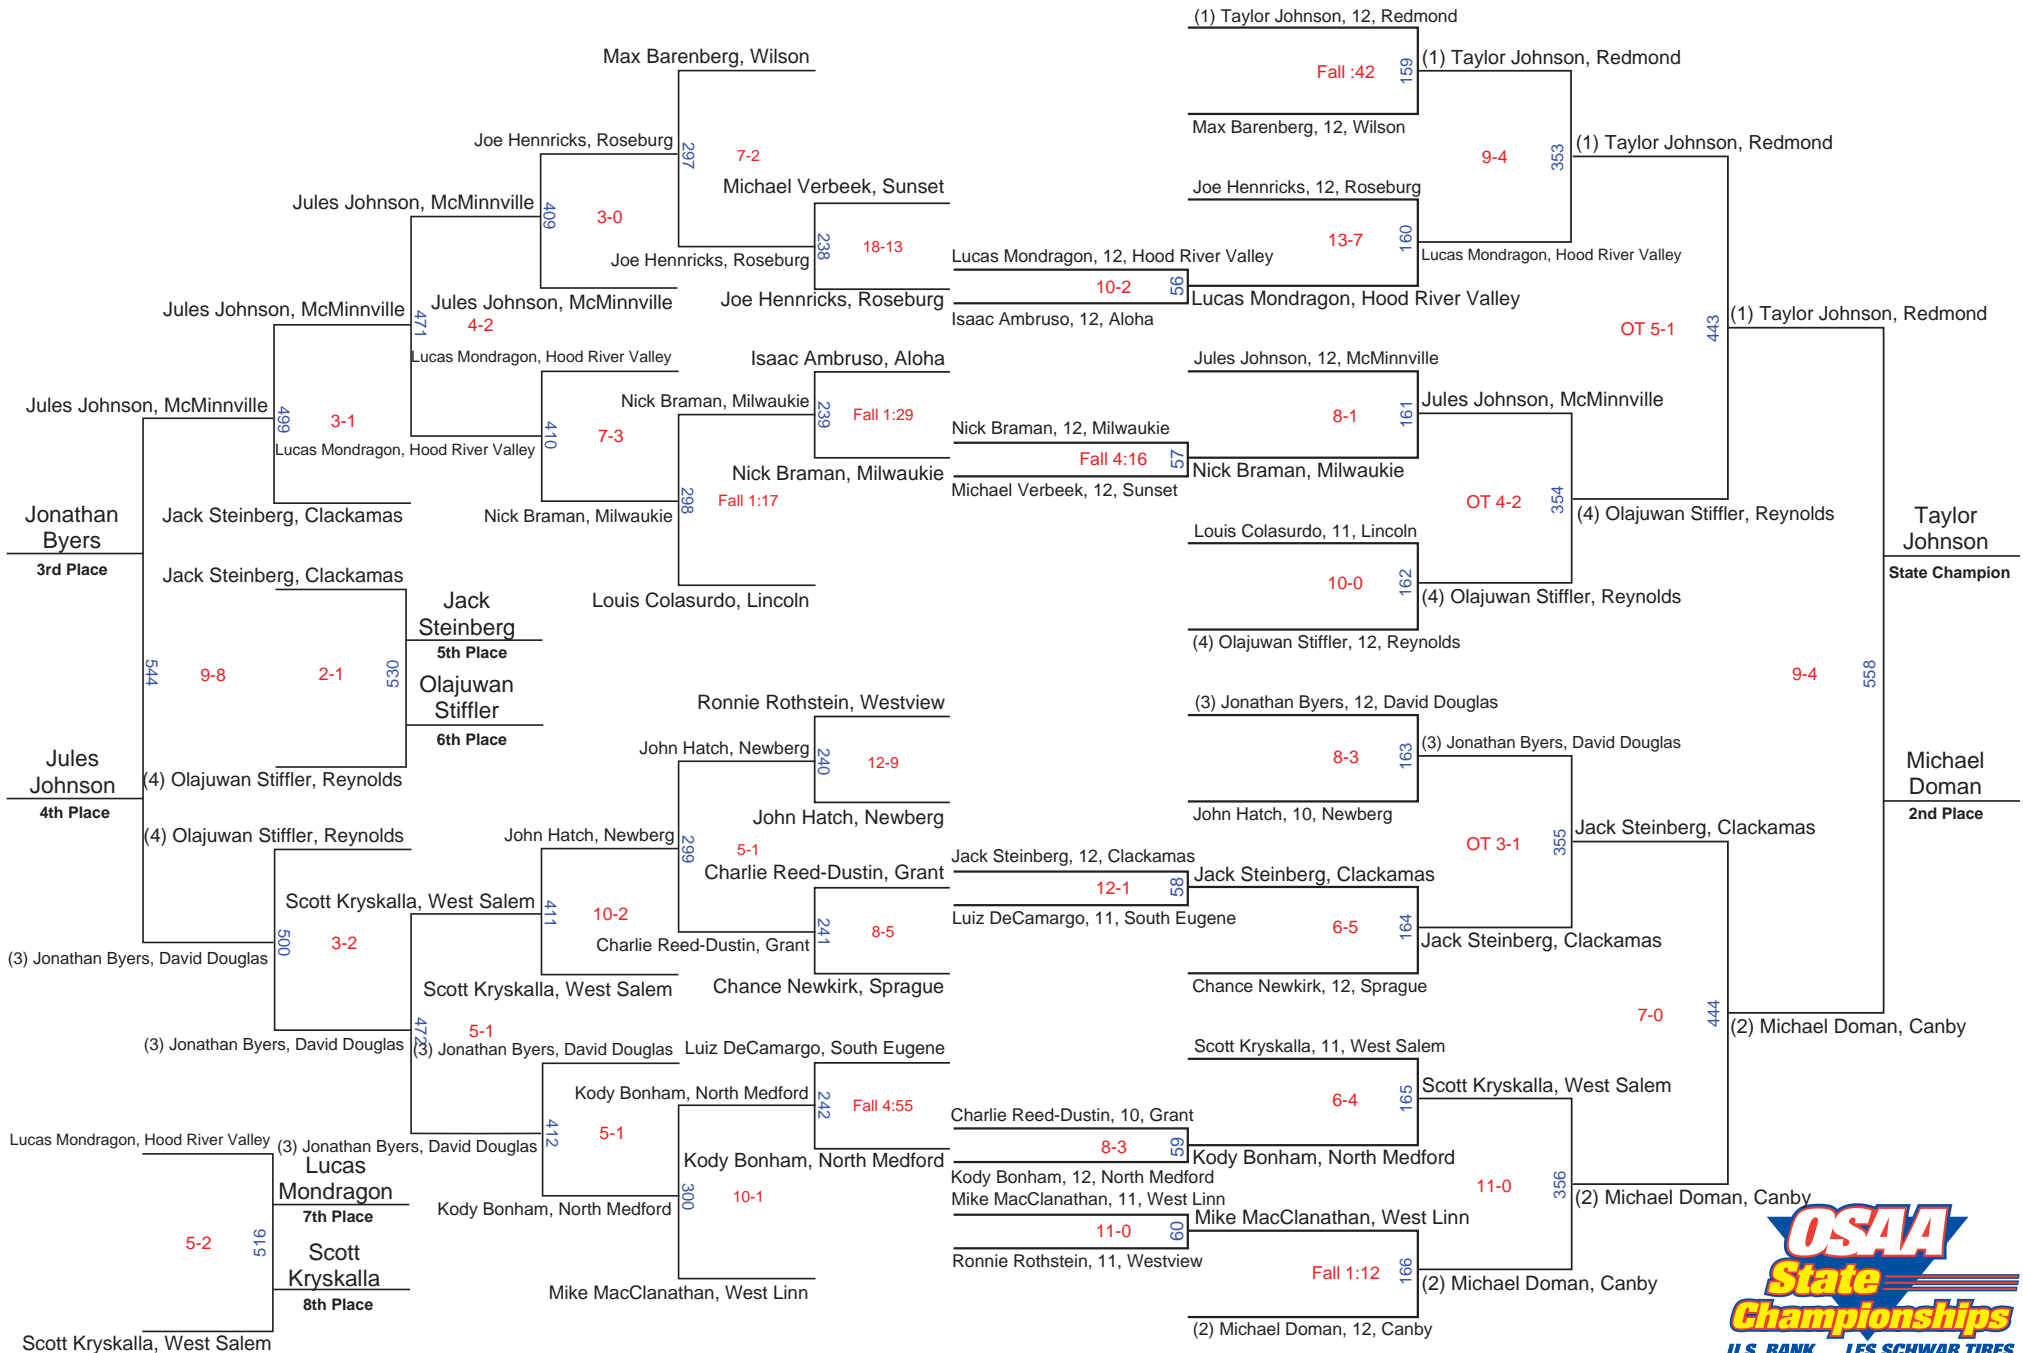 (1) Taylor Johnson, 12, Redmond
Fall :42
159
Max Barenberg, 12, Wilson
(1) Taylor Johnson, Redmond
9-4
353
Joe Hennricks, 12, Roseburg
13-7
160
Lucas Mondragon, Hood River Valley
Lucas Mondragon, 12, Hood River Valley
10-2
56
Isaac Ambruso, 12, Aloha
Lucas Mondragon, Hood River Valley
(1) Taylor Johnson, Redmond
OT 5-1
443
(1) Taylor Johnson, Redmond
Jules Johnson, 12, McMinnville
8-1
161
Jules Johnson, McMinnville
Nick Braman, 12, Milwaukie
Fall 4:16
57
Michael Verbeek, 12, Sunset
Nick Braman, Milwaukie
OT 4-2
354
(4) Olajuwan Stiffler, Reynolds
Louis Colasurdo, 11, Lincoln
10-0
162
(4) Olajuwan Stiffler, Reynolds
(4) Olajuwan Stiffler, 12, Reynolds
Taylor
Johnson
State Champion
9-4
558
Michael
Doman
2nd Place
(3) Jonathan Byers, 12, David Douglas
8-3
163
(3) Jonathan Byers, David Douglas
John Hatch, 10, Newberg
OT 3-1
355
Jack Steinberg, Clackamas
Jack Steinberg, 12, Clackamas
12-1
58
Luiz DeCamargo, 11, South Eugene
Jack Steinberg, Clackamas
6-5
164
Jack Steinberg, Clackamas
Chance Newkirk, 12, Sprague
7-0
444
(2) Michael Doman, Canby
Scott Kryskalla, 11, West Salem
6-4
165
Scott Kryskalla, West Salem
Charlie Reed-Dustin, 10, Grant
8-3
59
Kody Bonham, 12, North Medford
Kody Bonham, North Medford
11-0
356
(2) Michael Doman, Canby
Mike MacClanathan, 11, West Linn
11-0
60
Ronnie Rothstein, 11, Westview
Mike MacClanathan, West Linn
Fall 1:12
166
(2) Michael Doman, Canby
(2) Michael Doman, 12, Canby
Max Barenberg, Wilson
297
7-2
Joe Hennricks, Roseburg
Michael Verbeek, Sunset
238
18-13
Joe Hennricks, Roseburg
Joe Hennricks, Roseburg
409
3-0
Jules Johnson, McMinnville
Jules Johnson, McMinnville
471
4-2
Jules Johnson, McMinnville
Lucas Mondragon, Hood River Valley
Isaac Ambruso, Aloha
239
Fall 1:29
Nick Braman, Milwaukie
Nick Braman, Milwaukie
410
7-3
298
Fall 1:17
Nick Braman, Milwaukie
Louis Colasurdo, Lincoln
Lucas Mondragon, Hood River Valley
499
3-1
Jules Johnson, McMinnville
Jack Steinberg, Clackamas
Jonathan
Byers
3rd Place
544
9-8
Jules
Johnson
4th Place
Jack Steinberg, Clackamas
2-1
530
(4) Olajuwan Stiffler, Reynolds
Jack
Steinberg
5th Place
Olajuwan
Stiffler
6th Place
Ronnie Rothstein, Westview
240
12-9
John Hatch, Newberg
John Hatch, Newberg
299
5-1
John Hatch, Newberg
Charlie Reed-Dustin, Grant
241
8-5
Charlie Reed-Dustin, Grant
Chance Newkirk, Sprague
(4) Olajuwan Stiffler, Reynolds
Scott Kryskalla, West Salem
411
10-2
Scott Kryskalla, West Salem
500
3-2
(3) Jonathan Byers, David Douglas
472
5-1
(3) Jonathan Byers, David Douglas
(3) Jonathan Byers, David Douglas
Luiz DeCamargo, South Eugene
242
Fall 4:55
Kody Bonham, North Medford
Kody Bonham, North Medford
412
5-1
(3) Jonathan Byers, David Douglas
300
10-1
Kody Bonham, North Medford
Mike MacClanathan, West Linn
Lucas Mondragon, Hood River Valley
5-2
516
Scott Kryskalla, West Salem
Lucas
Mondragon
7th Place
Scott
Kryskalla
8th Place
OSAA
State
Championships
U.S. BANK LES SCHWAB TIRES